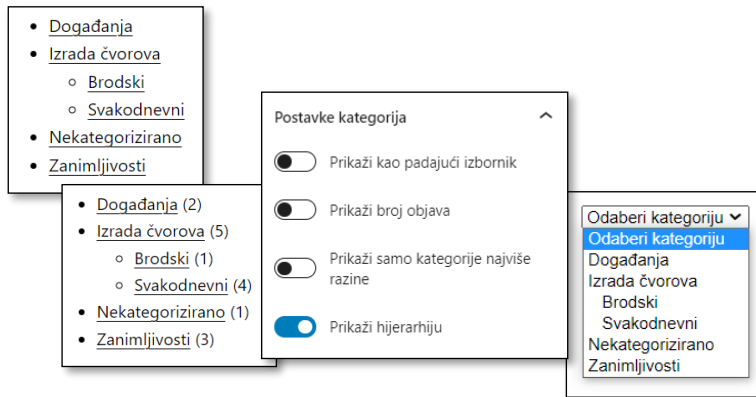 Događanja
Izrada čvorova
Brodski
Svakodnevni
Nekategorizirano
Zanimljivosti
Događanja (2)
Izrada čvorova (5)
Brodski (1)
Svakodnevni (4)
Nekategorizirano (1)
Zanimljivosti (3)
Postavke kategorija
Prikaži kao padajući izbornik
Prikaži broj objava
Prikaži samo kategorije najviše
razine
Prikaži hijerarhiju
Odaberi kategoriju
Odaberi kategoriju
Događanja
Izrada čvorova
Brodski
Svakodnevni
Nekategorizirano
Zanimljivosti